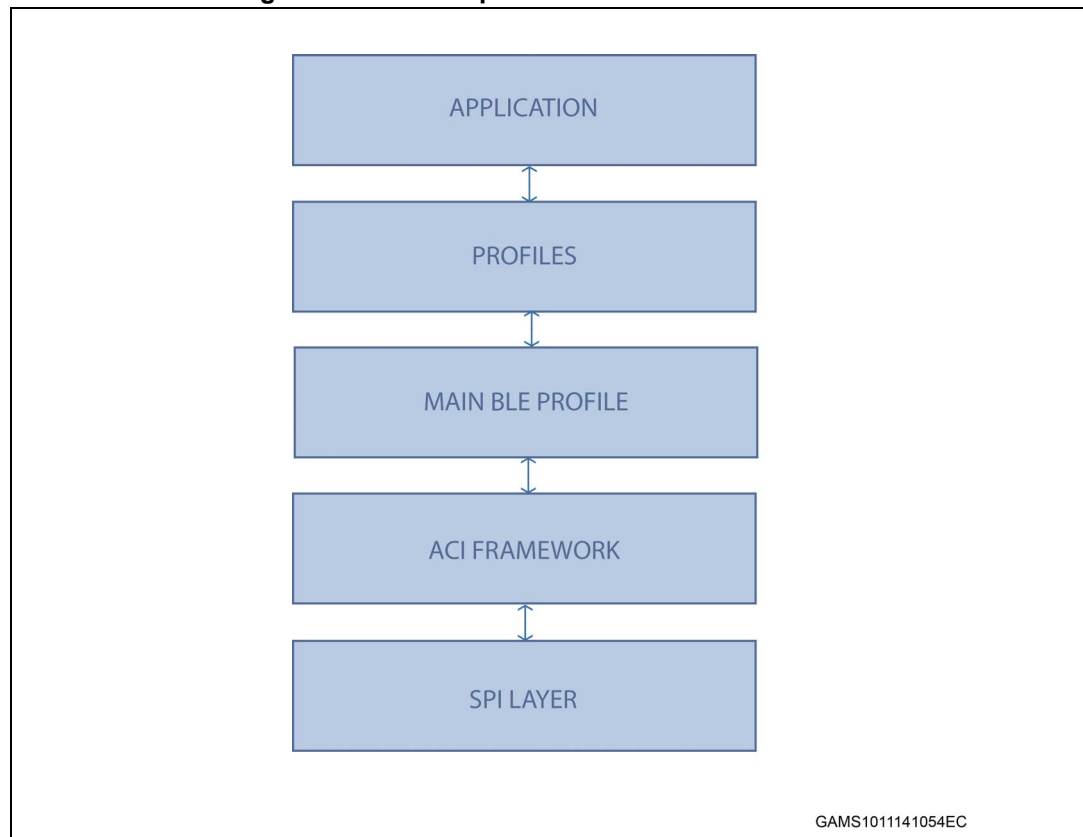 APPLICATION
PROFILES
MAIN BLE PROFILE
ACI FRAMEWORK
SPI LAYER
GAMS1011141054EC